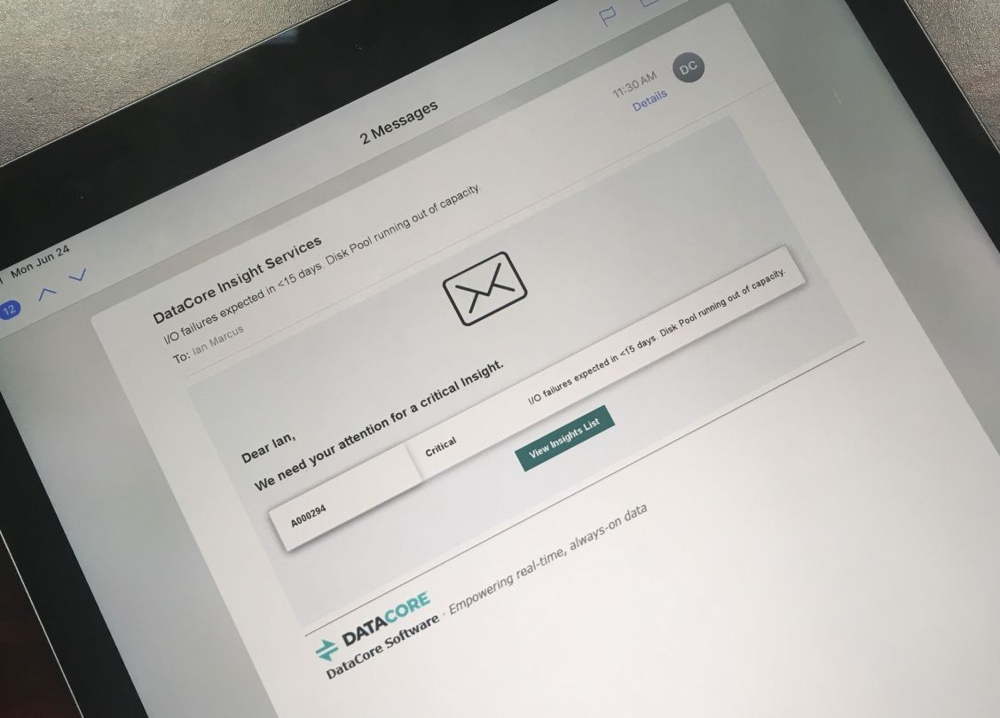 Mon Jun 24
12
2 Messages
11:30 AM
DC
Details
DataCore Insight Services
I/O failures expected in <15 days. Disk Pool running out of capacity.
To: Ian Marcus
Dear Ian,
We need your attention for a critical Insight.
A000294
Critical
I/O failures expected in <15 days. Disk Pool running out of capacity.
View Insights List
DATACORE
DataCore Software · Empowering real-time, always-on data